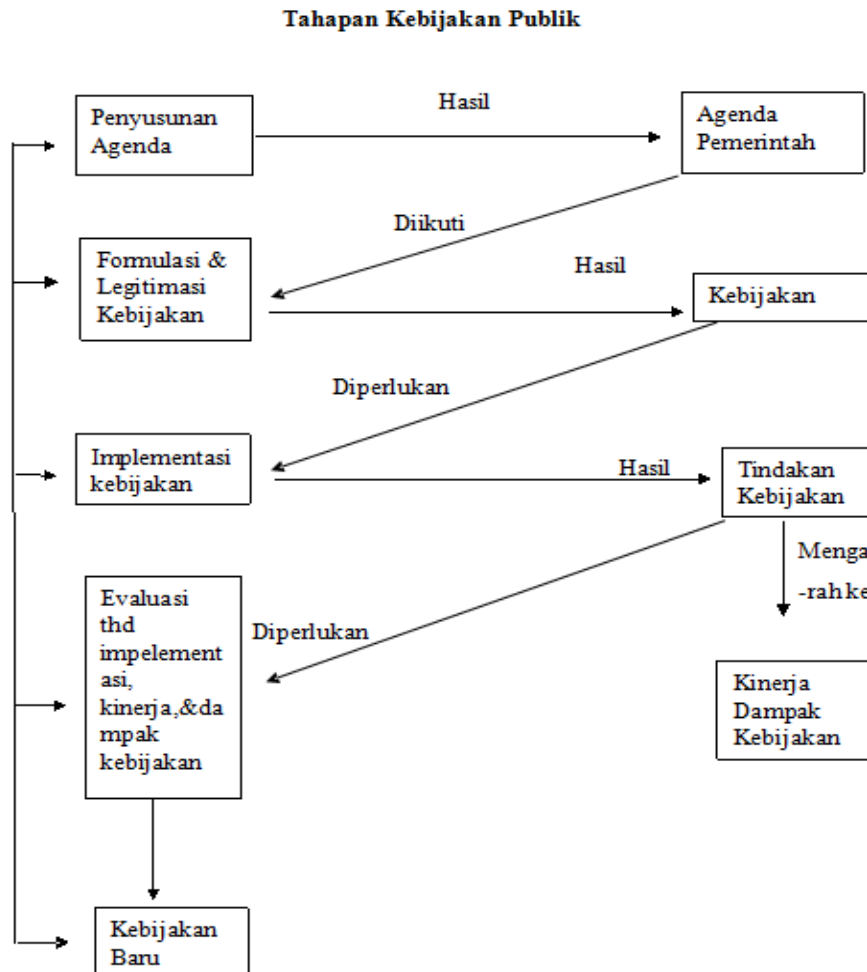 Tahapan Kebijakan Publik
Hasil
Penyusunan
Agenda
Agenda
Pemerintah
Diikuti
Formulasi &
Legitimasi
Kebijakan
Hasil
Kebijakan
Diperlukan
Implementasi
kebijakan
Hasil
Tindakan
Kebijakan
Menga
-rah ke
Evaluasi
thd
impelement
asi,
kinerja,&da
mpak
kebijakan
Diperlukan
Kinerja
Dampak
Kebijakan
Kebijakan
Baru